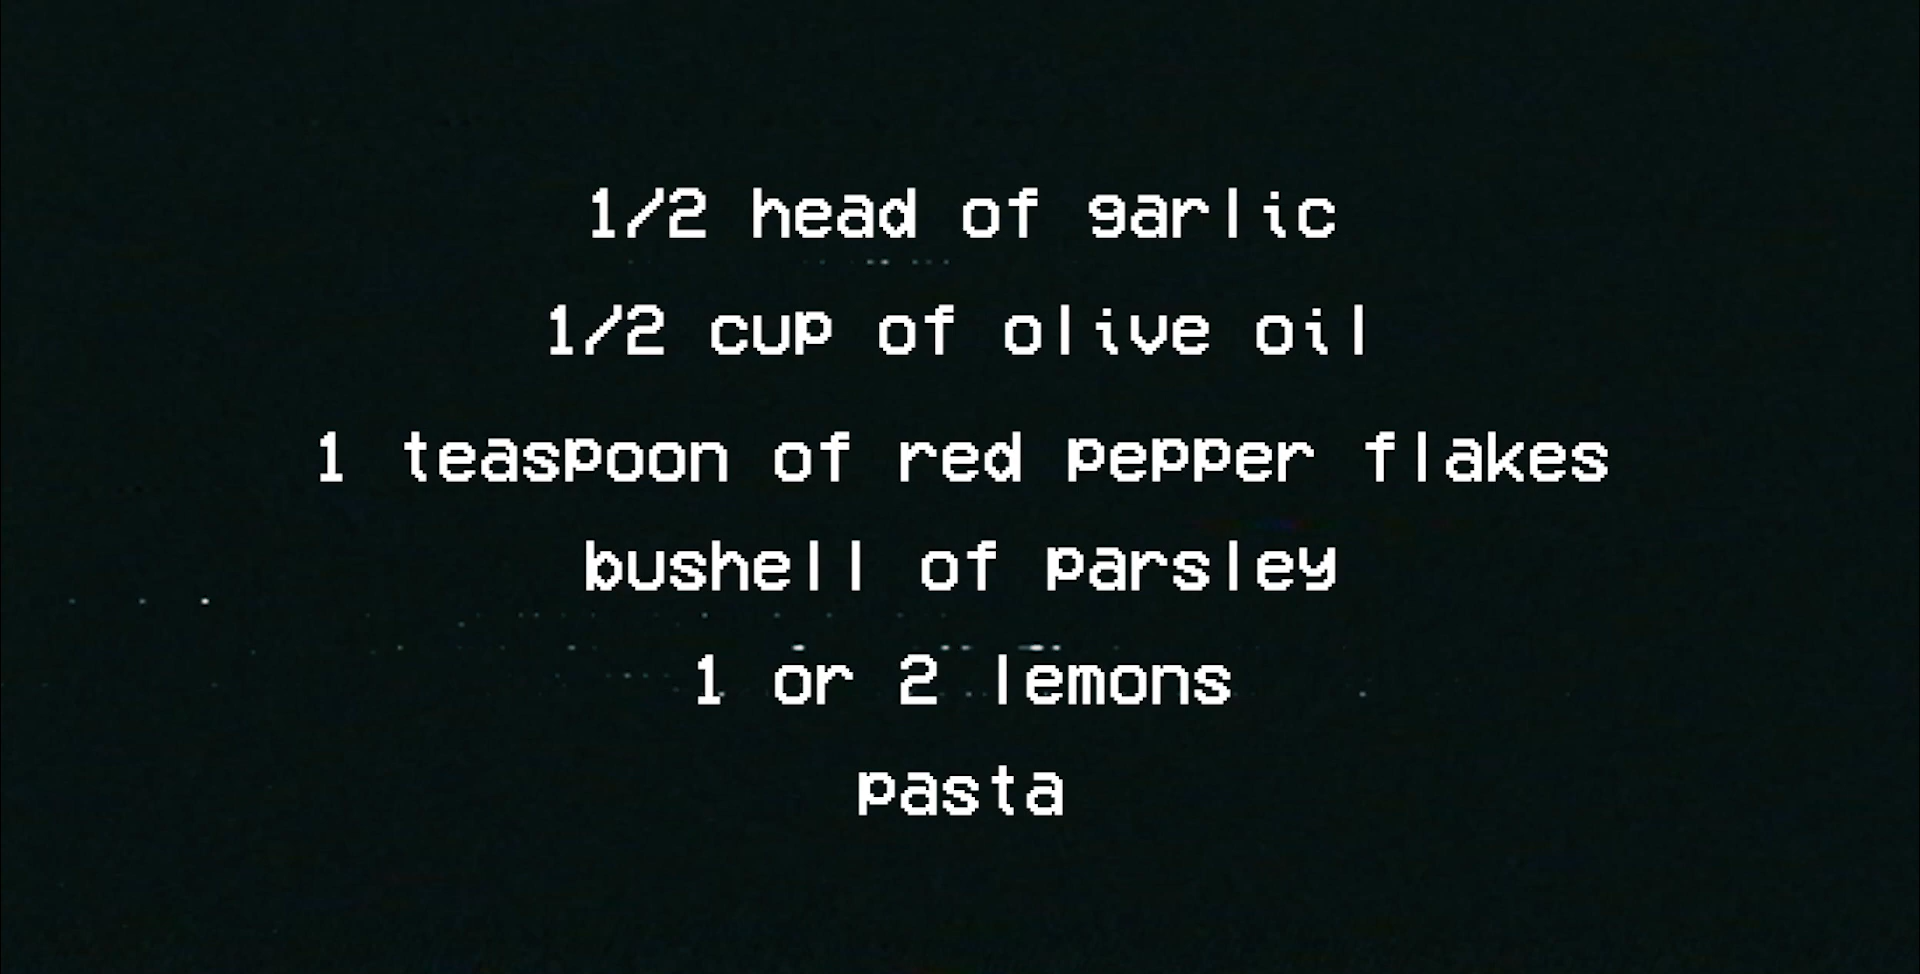 1/2 head of garlic
1/2 cup of olive oil
1 teaspoon of red pepper flakes
bushell of parsley
1 or 2 lemons
pasta